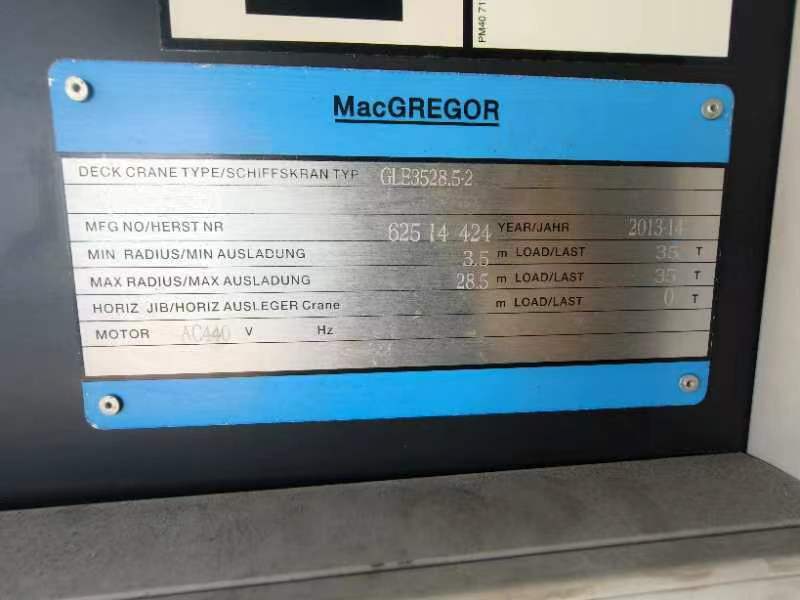 PM40 71
MacGREGOR
DECK CRANE TYPE/SCHIFFSKRAN TYP GLE3528.5-2
MFG NO/HERST NR 625 14 424 YEAR/JAHR 2013-14
MIN RADIUS/MIN AUSLADUNG 3.5 m LOAD/LAST 35 T
MAX RADIUS/MAX AUSLADUNG 28.5 m LOAD/LAST 35 T
HORIZ JIB/HORIZ AUSLEGER Crane m LOAD/LAST 0 T
MOTOR AC440 V Hz